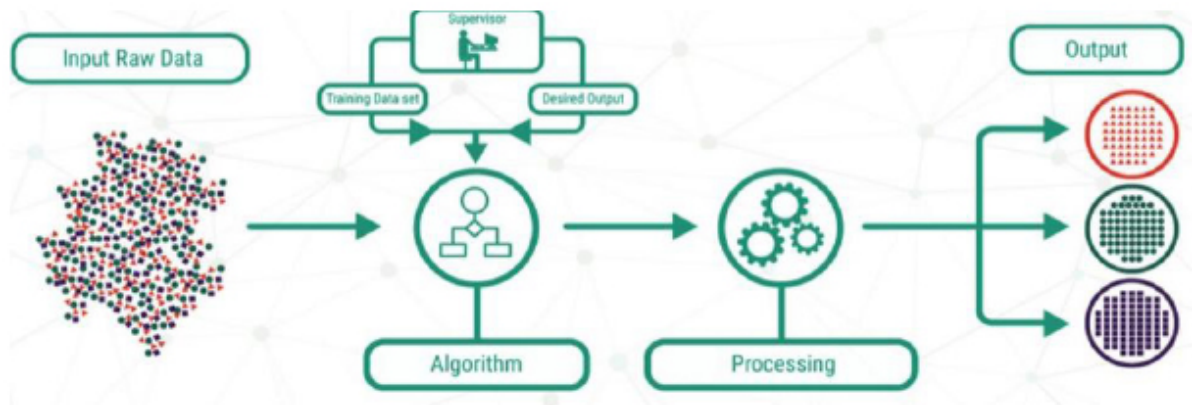 Supervisor
Input Raw Data
Output
Training Data set
Desired Output
Algorithm
Processing